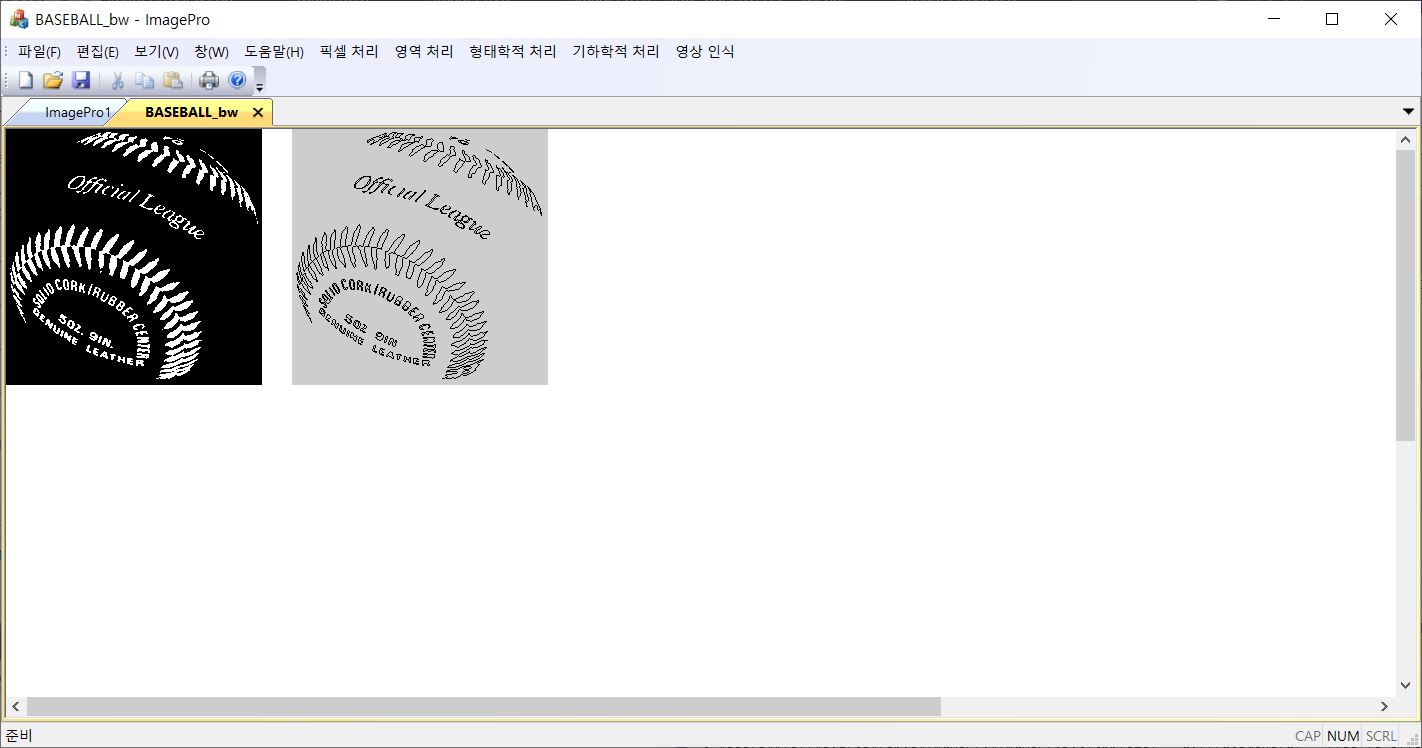 BASEBALL_bw - ImagePro
파일(F) 편집(E) 보기(V) 창(W) 도움말(H) 픽셀 처리 영역 처리 형태학적 처리 기하학적 처리 영상 인식
ImagePro1 BASEBALL_bw
Official League
SOLID CORK/RUBBER CENTER
5OZ. 9IN.
GENUINE LEATHER
Official League
SOLID CORK/RUBBER CENTER
5OZ 9IN
GENUINE LEATHER
준비 CAP NUM SCRL